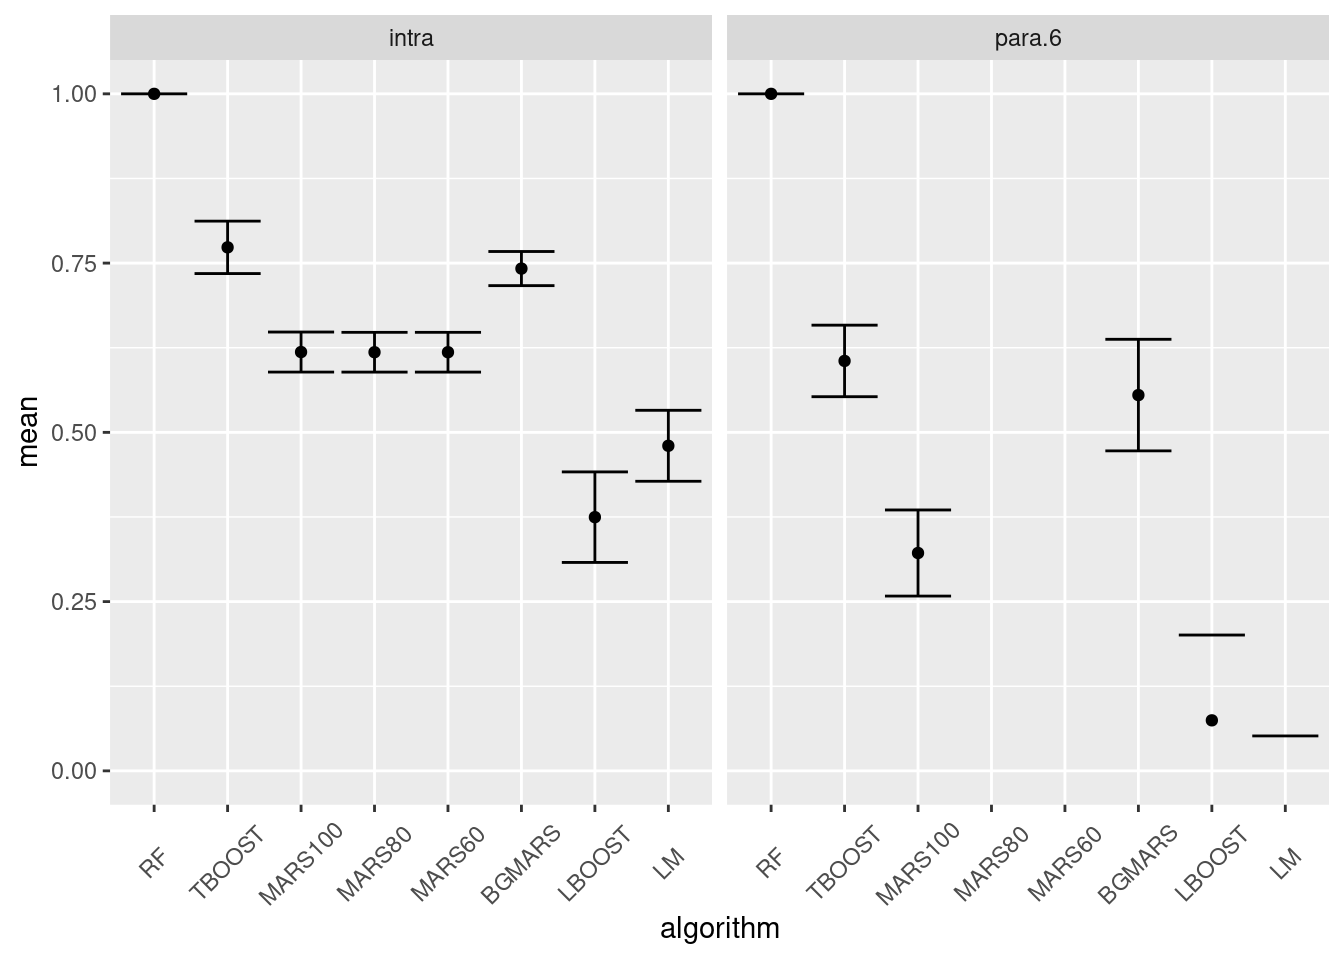 intra
para.6
mean
1.00
0.75
0.50
0.25
0.00
RF
TBOOST
MARS100
MARS80
MARS60
BGMARS
LBOOST
LM
RF
TBOOST
MARS100
MARS80
MARS60
BGMARS
LBOOST
LM
algorithm